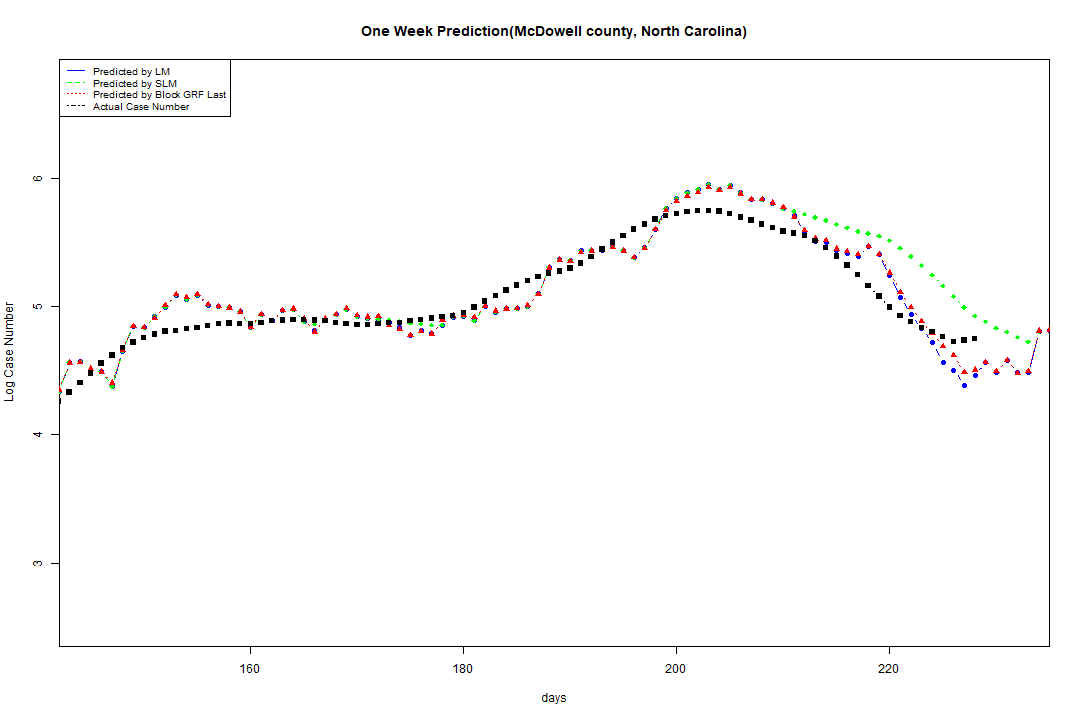 One Week Prediction(McDowell county, North Carolina)
Predicted by LM
Predicted by SLM
Predicted by Block GRF Last
Actual Case Number
Log Case Number
6
5
4
3
160 180 200 220
days